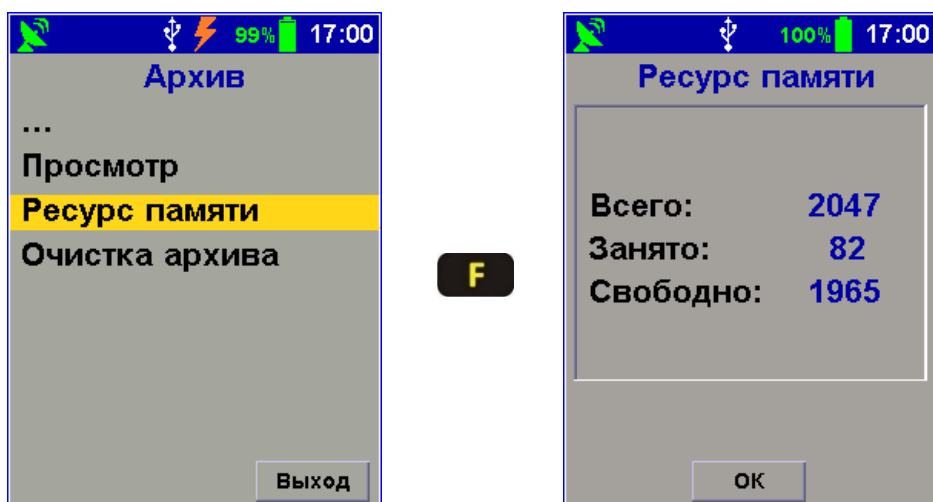 99% 17:00
Архив
...
Просмотр
Ресурс памяти
Очистка архива
Выход
F
100% 17:00
Ресурс памяти
Всего: 2047
Занято: 82
Свободно: 1965
ОК